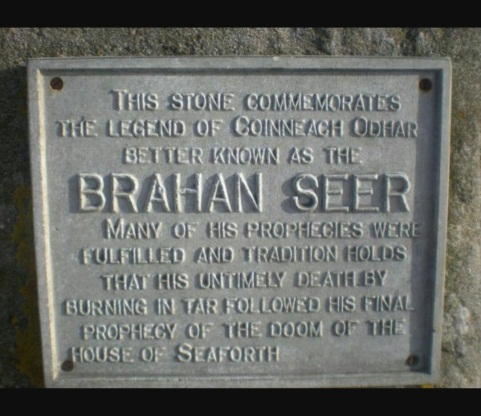 THIS STONE COMMEMORATES
THE LEGEND OF COINNEACH ODHAR
BETTER KNOWN AS THE
BRAHAN SEER
MANY OF HIS PROPHECIES WERE
FULFILLED AND TRADITION HOLDS
THAT HIS UNTIMELY DEATH BY
BURNING IN TAR FOLLOWED HIS FINAL
PROPHECY OF THE DOOM OF THE
HOUSE OF SEAFORTH